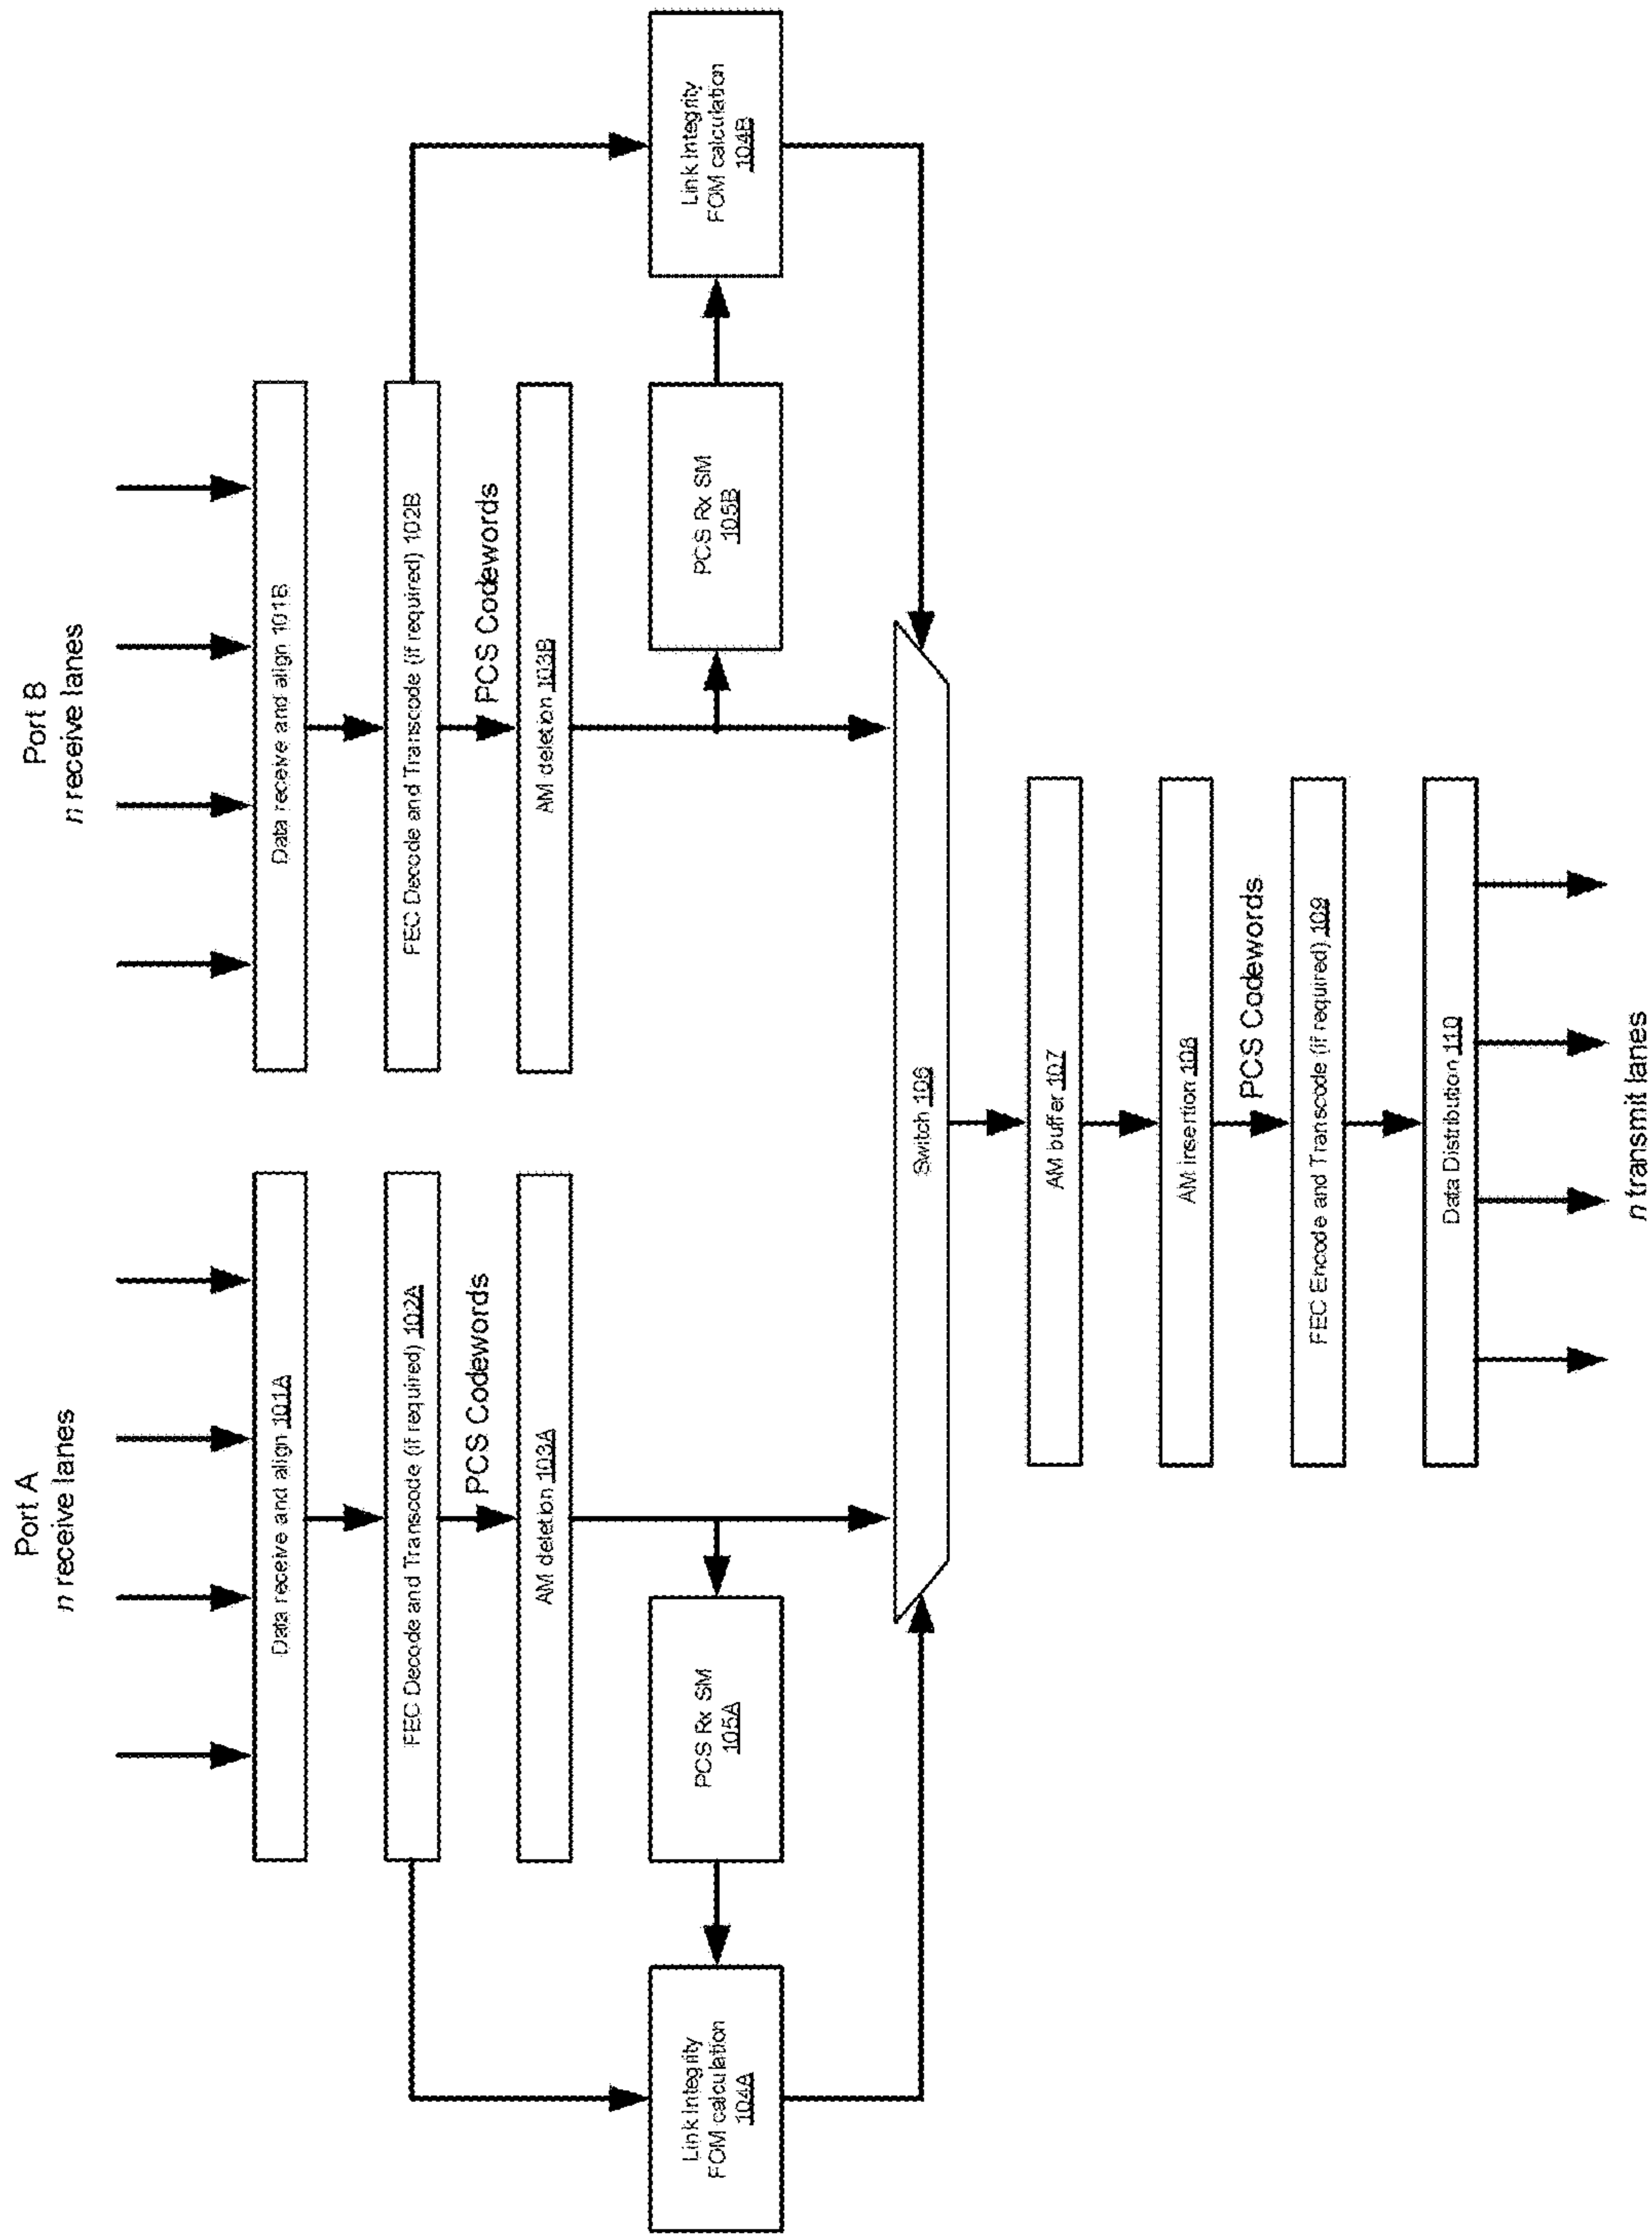 Port A
n receive lanes
Port B
n receive lanes
Data receive and align 101A
Data receive and align 101B
FEC Decode and Transcode (if required) 102A
FEC Decode and Transcode (if required) 102B
PCS Codewords
PCS Codewords
AM deletion 103A
AM deletion 103B
Link Integrity
FOM calculation
104A
PCS Rx SM
105A
PCS Rx SM
105B
Link Integrity
FOM calculation
104B
Switch 106
AM buffer 107
AM insertion 108
PCS Codewords
FEC Encode and Transcode (if required) 109
Data Distribution 110
n transmit lanes